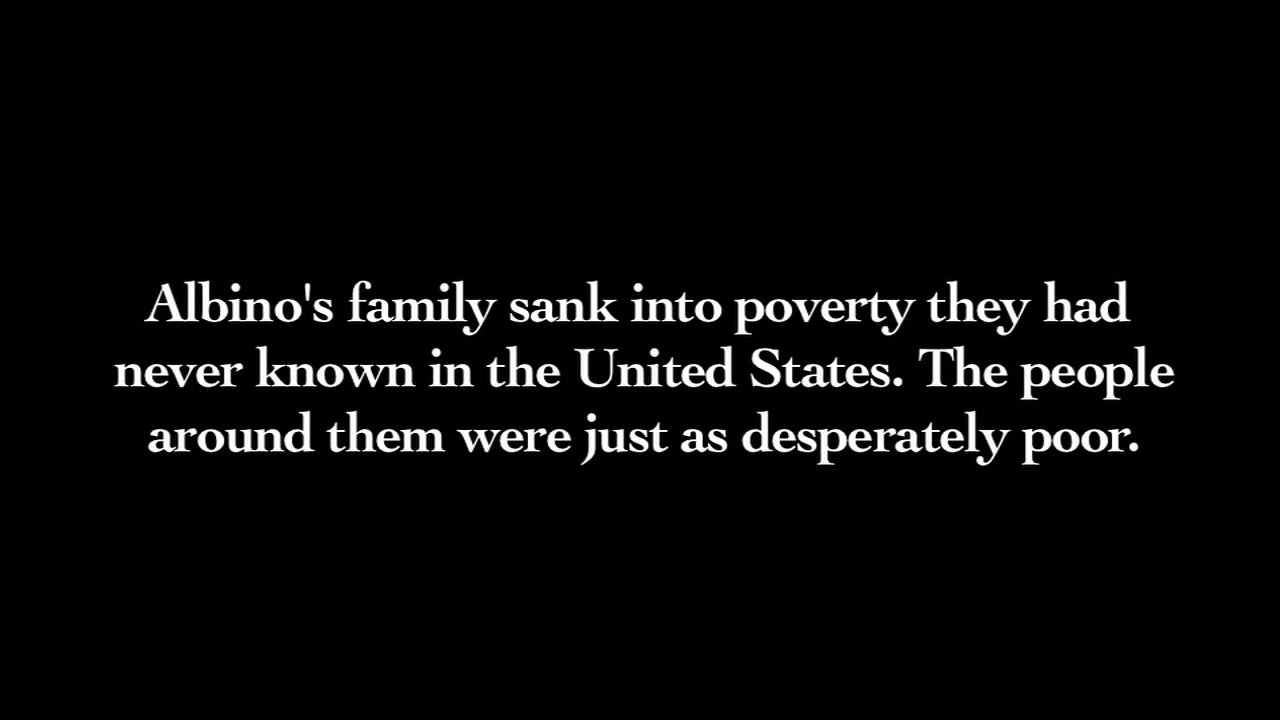 Albino's family sank into poverty they had
never known in the United States. The people
around them were just as desperately poor.